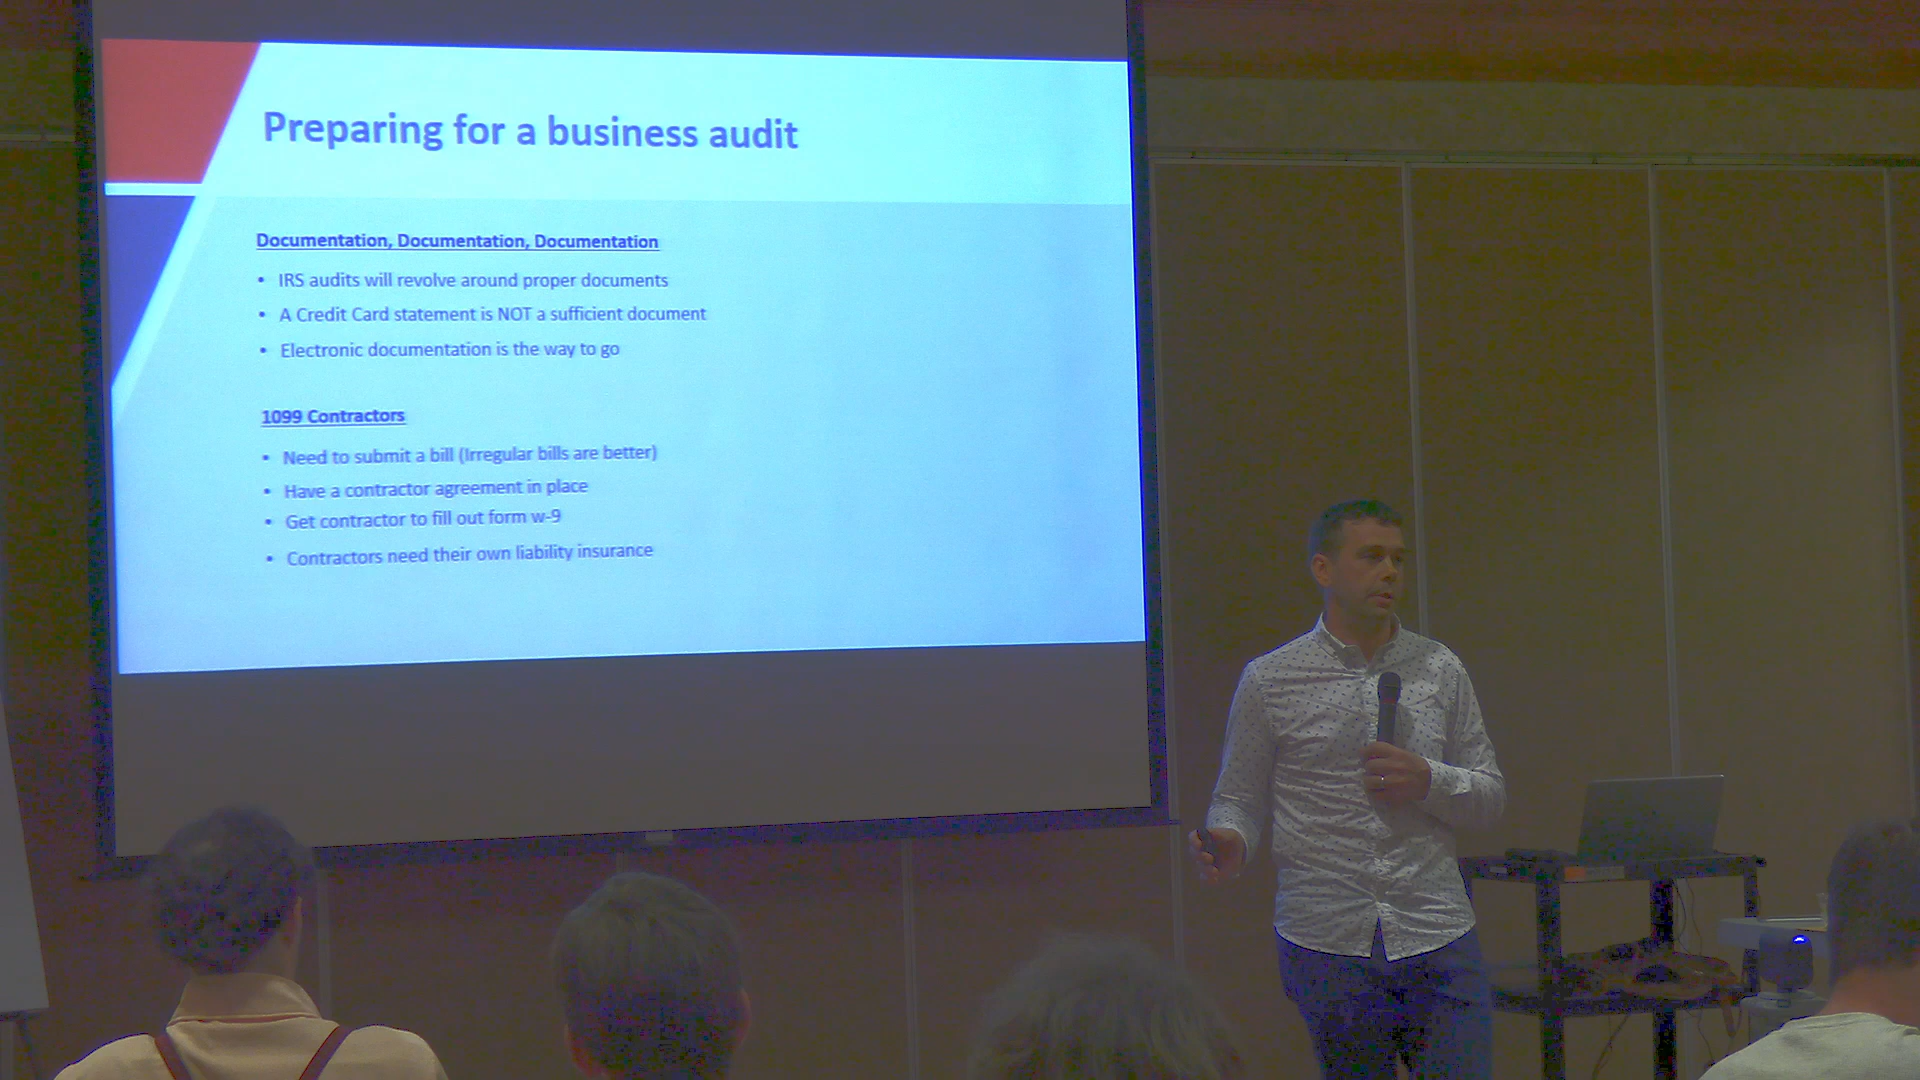 Preparing for a business audit
Documentation, Documentation, Documentation
• IRS audits will revolve around proper documents
• A Credit Card statement is NOT a sufficient document
• Electronic documentation is the way to go
1099 Contractors
• Need to submit a bill (Irregular bills are better)
• Have a contractor agreement in place
• Get contractor to fill out form w-9
• Contractors need their own liability insurance